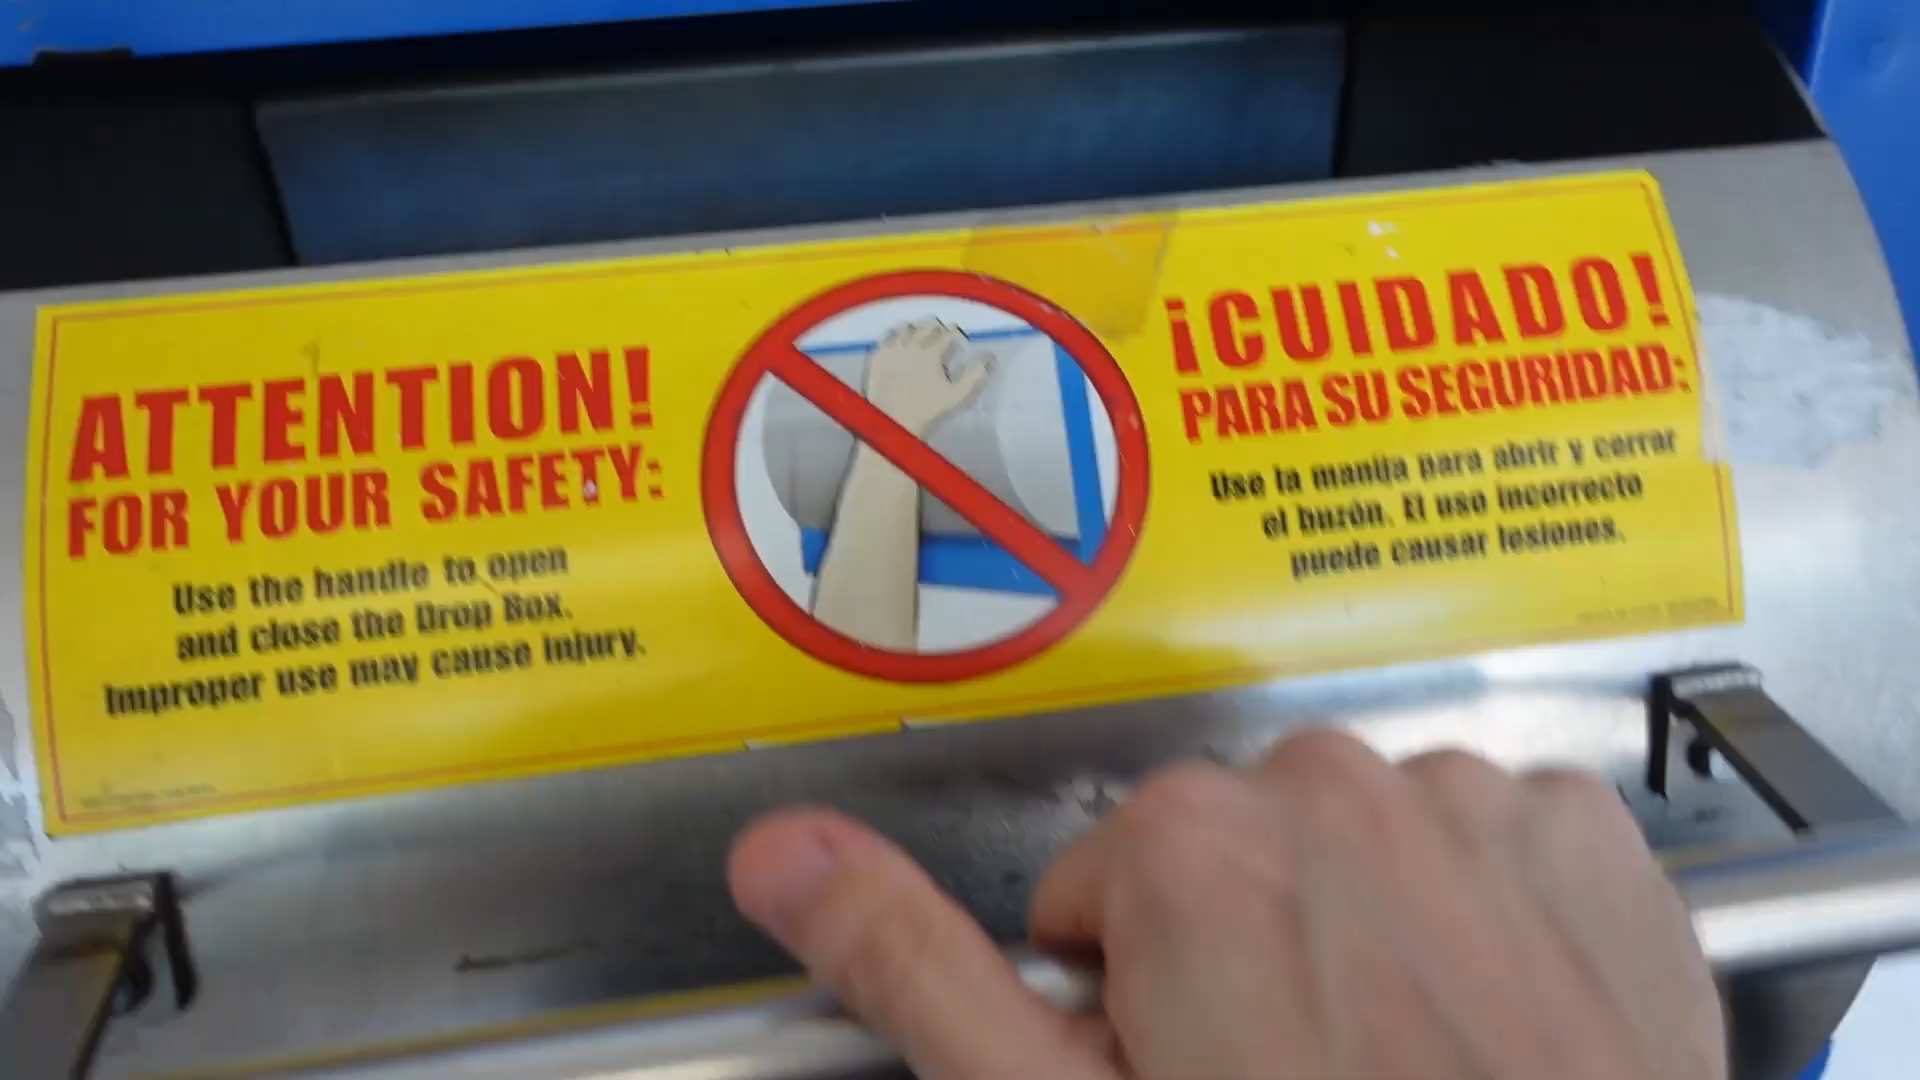 ATTENTION!
FOR YOUR SAFETY:
Use the handle to open
and close the Drop Box.
Improper use may cause injury.
¡CUIDADO!
PARA SU SEGURIDAD:
Use la manija para abrir y cerrar
el buzón. El uso incorrecto
puede causar lesiones.